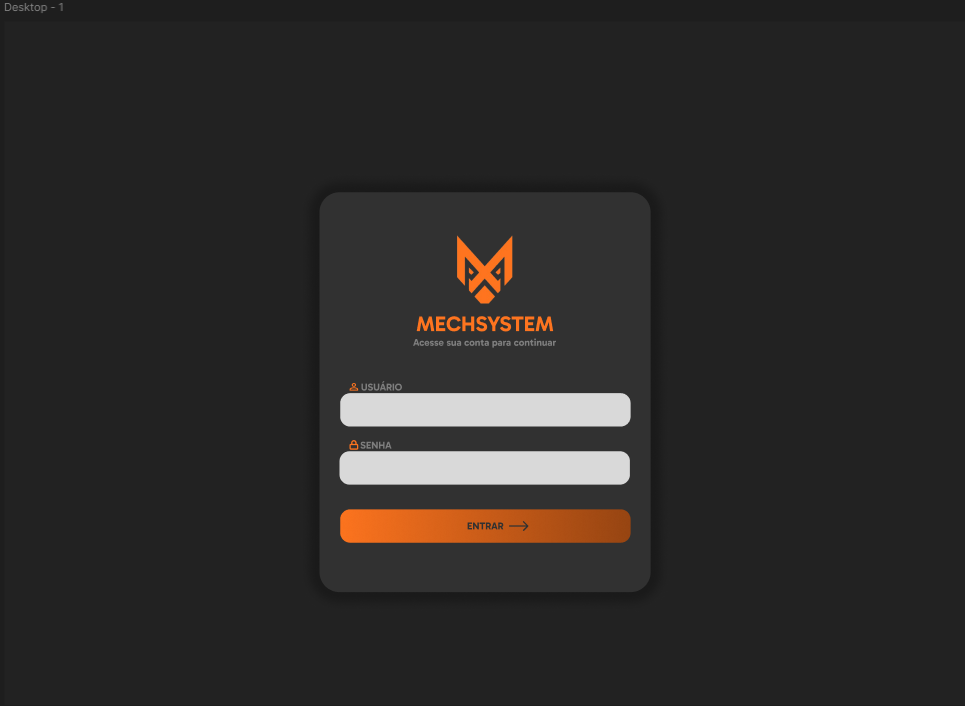 Desktop - 1
MECHSYSTEM
Acesse sua conta para continuar
USUÁRIO
SENHA
ENTRAR